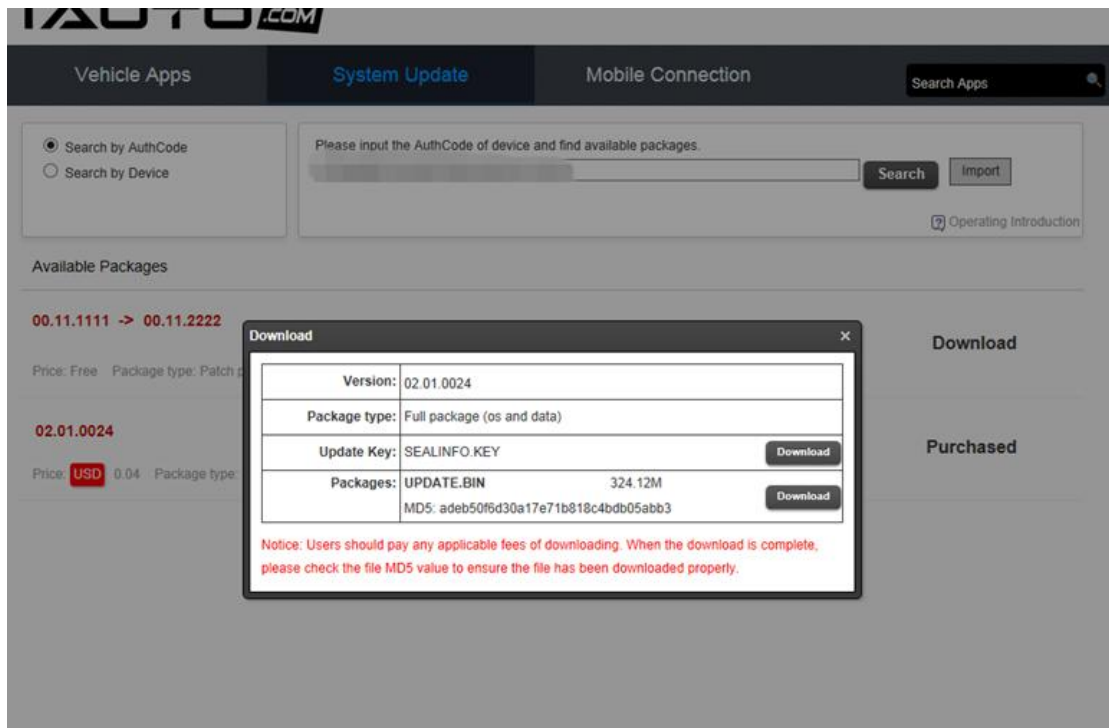 IAUTO.COM
Vehicle Apps
System Update
Mobile Connection
Search Apps
Search by AuthCode
Search by Device
Please input the AuthCode of device and find available packages.
Search
Import
Operating Introduction
Available Packages
00.11.1111 -> 00.11.2222
Price: Free Package type: Patch
Download
02.01.0024
Price: USD 0.04 Package type:
Purchased
Download
Version: 02.01.0024
Package type: Full package (os and data)
Update Key: SEALINFO.KEY
Download
Packages: UPDATE.BIN 324.12M
MD5: adeb50f6d30a17e71b818c4bdb05abb3
Download
Notice: Users should pay any applicable fees of downloading. When the download is complete,
please check the file MD5 value to ensure the file has been downloaded properly.